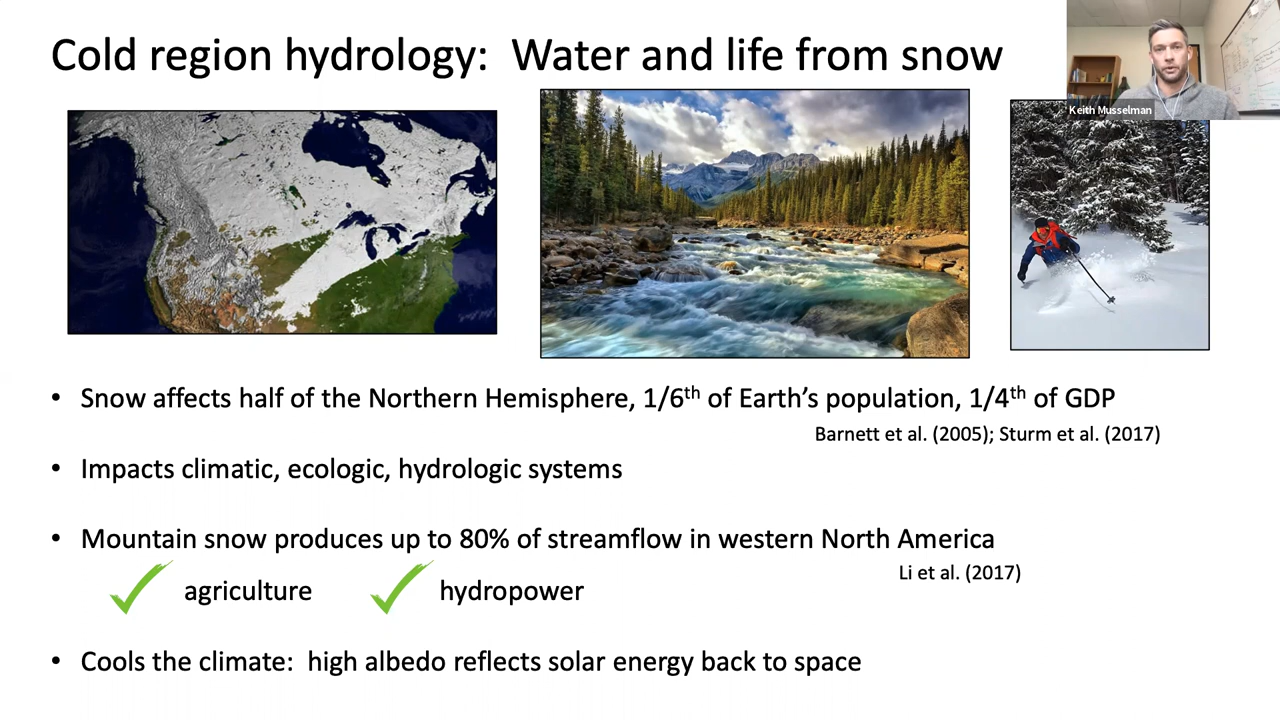 Cold region hydrology: Water and life from snow
Keith Musselman
• Snow affects half of the Northern Hemisphere, 1/6th of Earth's population, 1/4th of GDP
Barnett et al. (2005); Sturm et al. (2017)
• Impacts climatic, ecologic, hydrologic systems
• Mountain snow produces up to 80% of streamflow in western North America
Li et al. (2017)
agriculture hydropower
• Cools the climate: high albedo reflects solar energy back to space